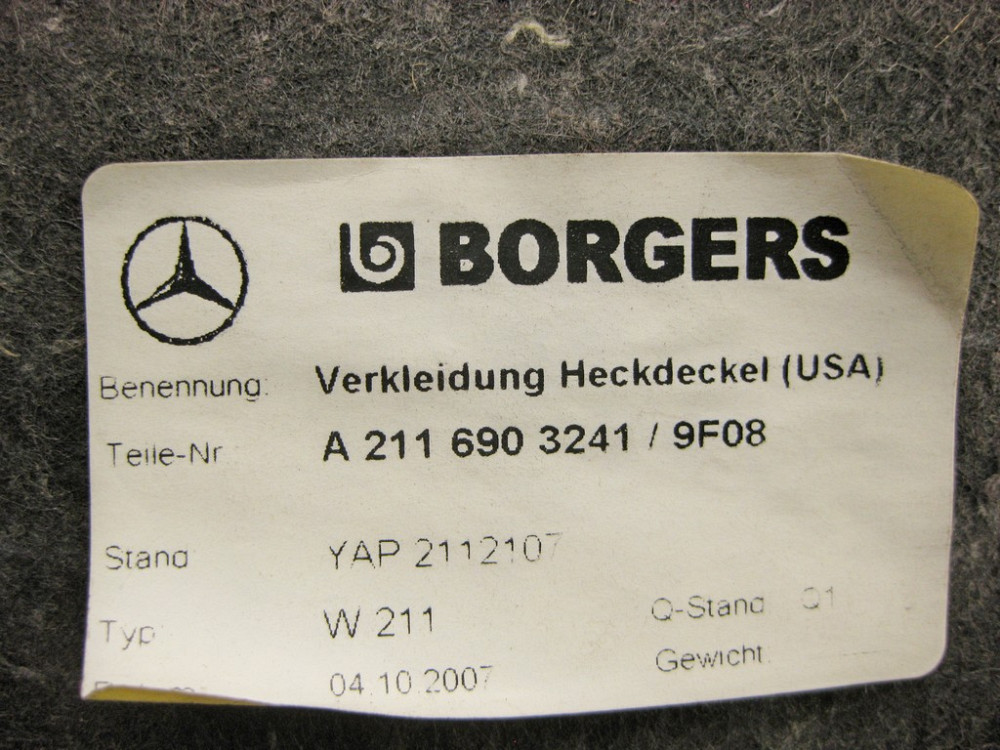 BORGERS
Benennung: Verkleidung Heckdeckel (USA)
Teile-Nr A 211 690 3241 / 9F08
Stand YAP 2112107
Typ W 211 Q-Stand Q1
04.10.2007 Gewicht